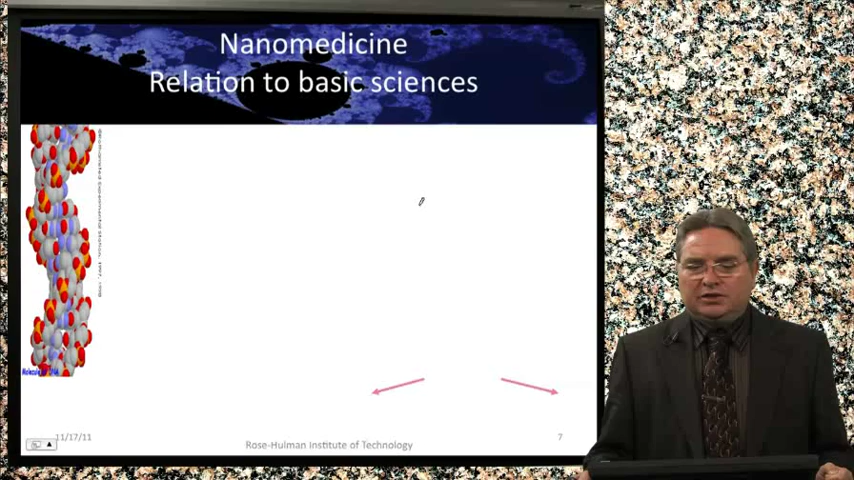 Nanomedicine
Relation to basic sciences
11/17/11
Rose-Hulman Institute of Technology
7